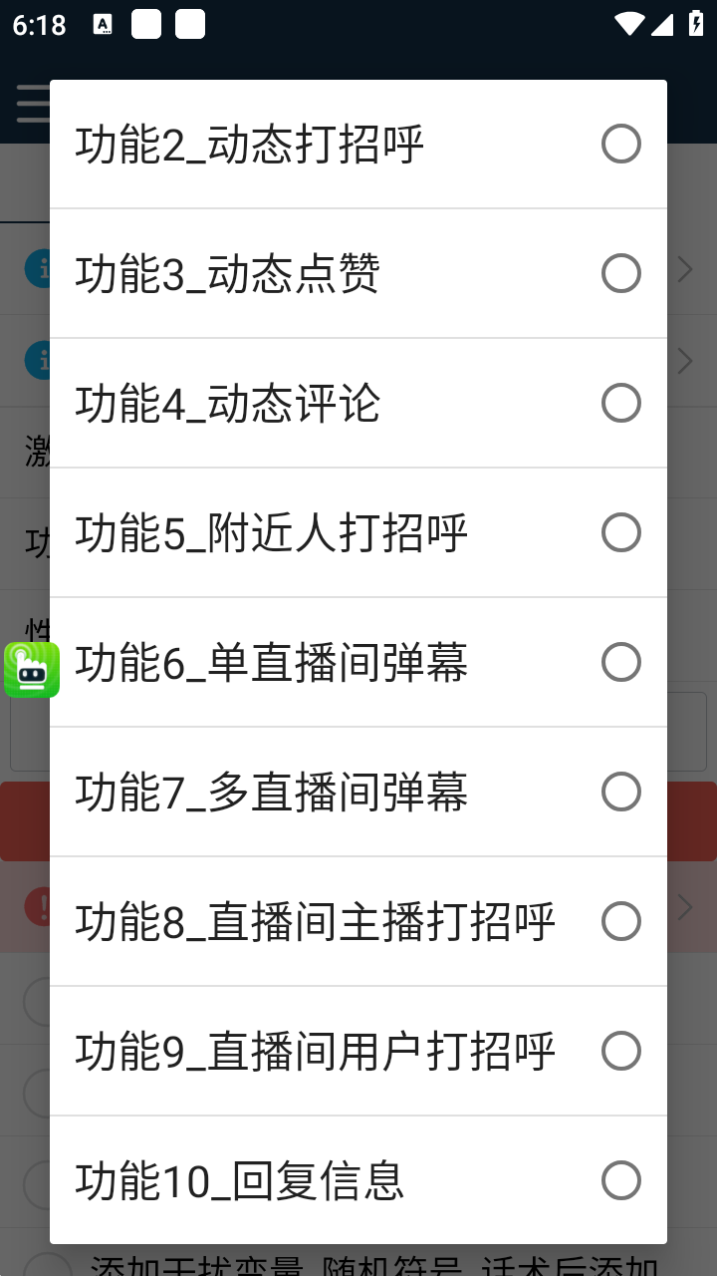 6:18
A
功能2_动态打招呼
功能3_动态点赞
功能4_动态评论
功能5_附近人打招呼
功能6_单直播间弹幕
功能7_多直播间弹幕
功能8_直播间主播打招呼
功能9_直播间用户打招呼
功能10_回复信息
添加干扰变量 随机符号 话术后添加